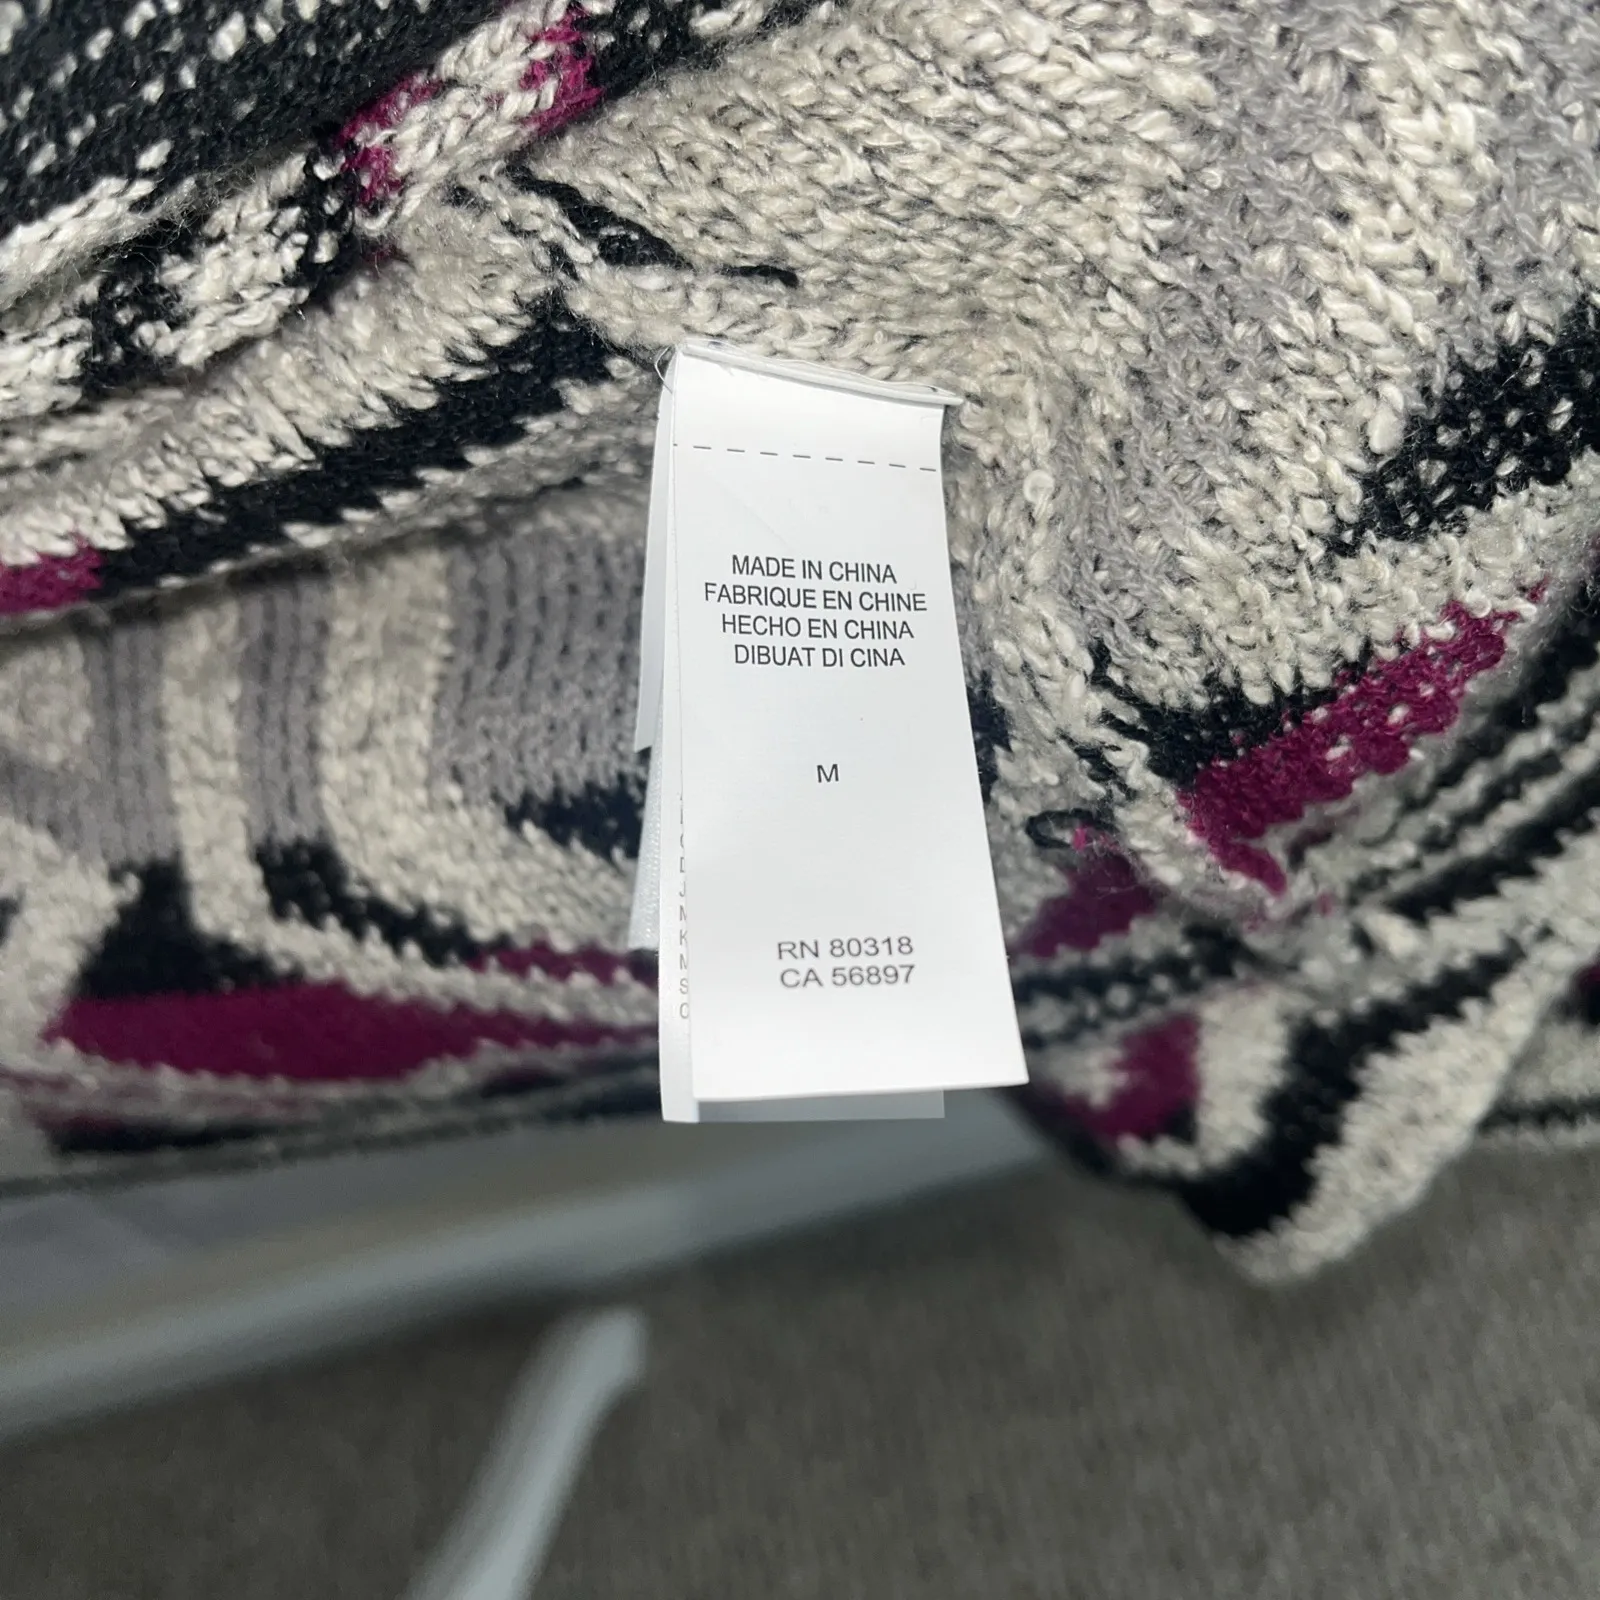 MADE IN CHINA
FABRIQUE EN CHINE
HECHO EN CHINA
DIBUAT DI CINA
M
RN 80318
CA 56897